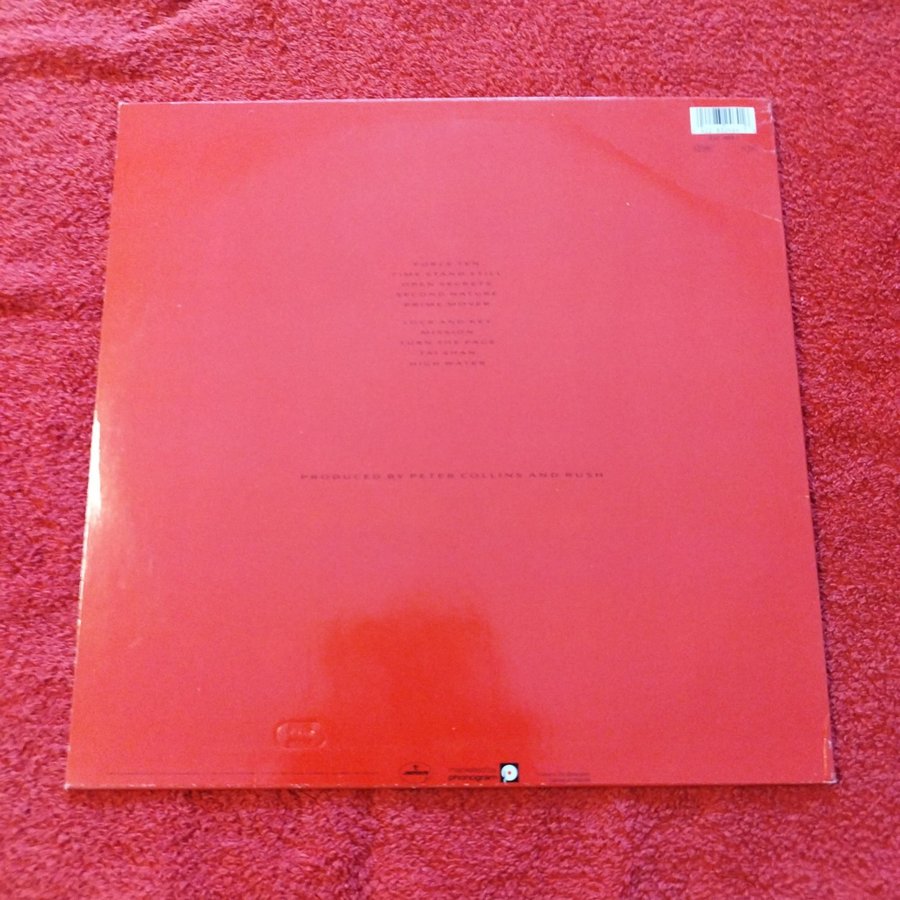 FORCE TEN
TIME STAND STILL
OPEN SECRETS
SECOND NATURE
PRIME MOVER
LOCK AND KEY
MISSION
TURN THE PAGE
TAI SHAN
HIGH WATER
PRODUCED BY PETER COLLINS AND RUSH
phonogram